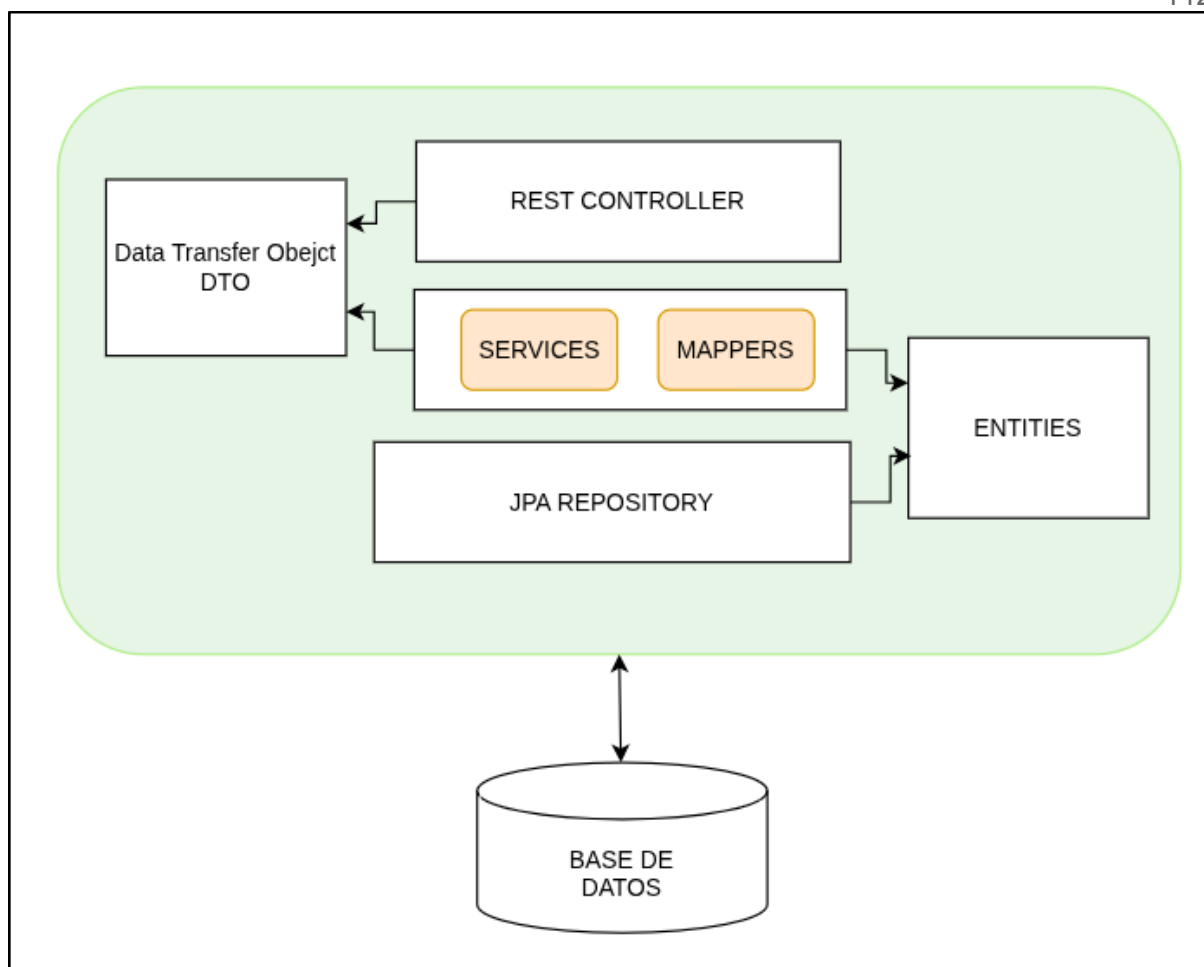 REST CONTROLLER
Data Transfer Obejct
DTO
SERVICES
MAPPERS
ENTITIES
JPA REPOSITORY
BASE DE
DATOS